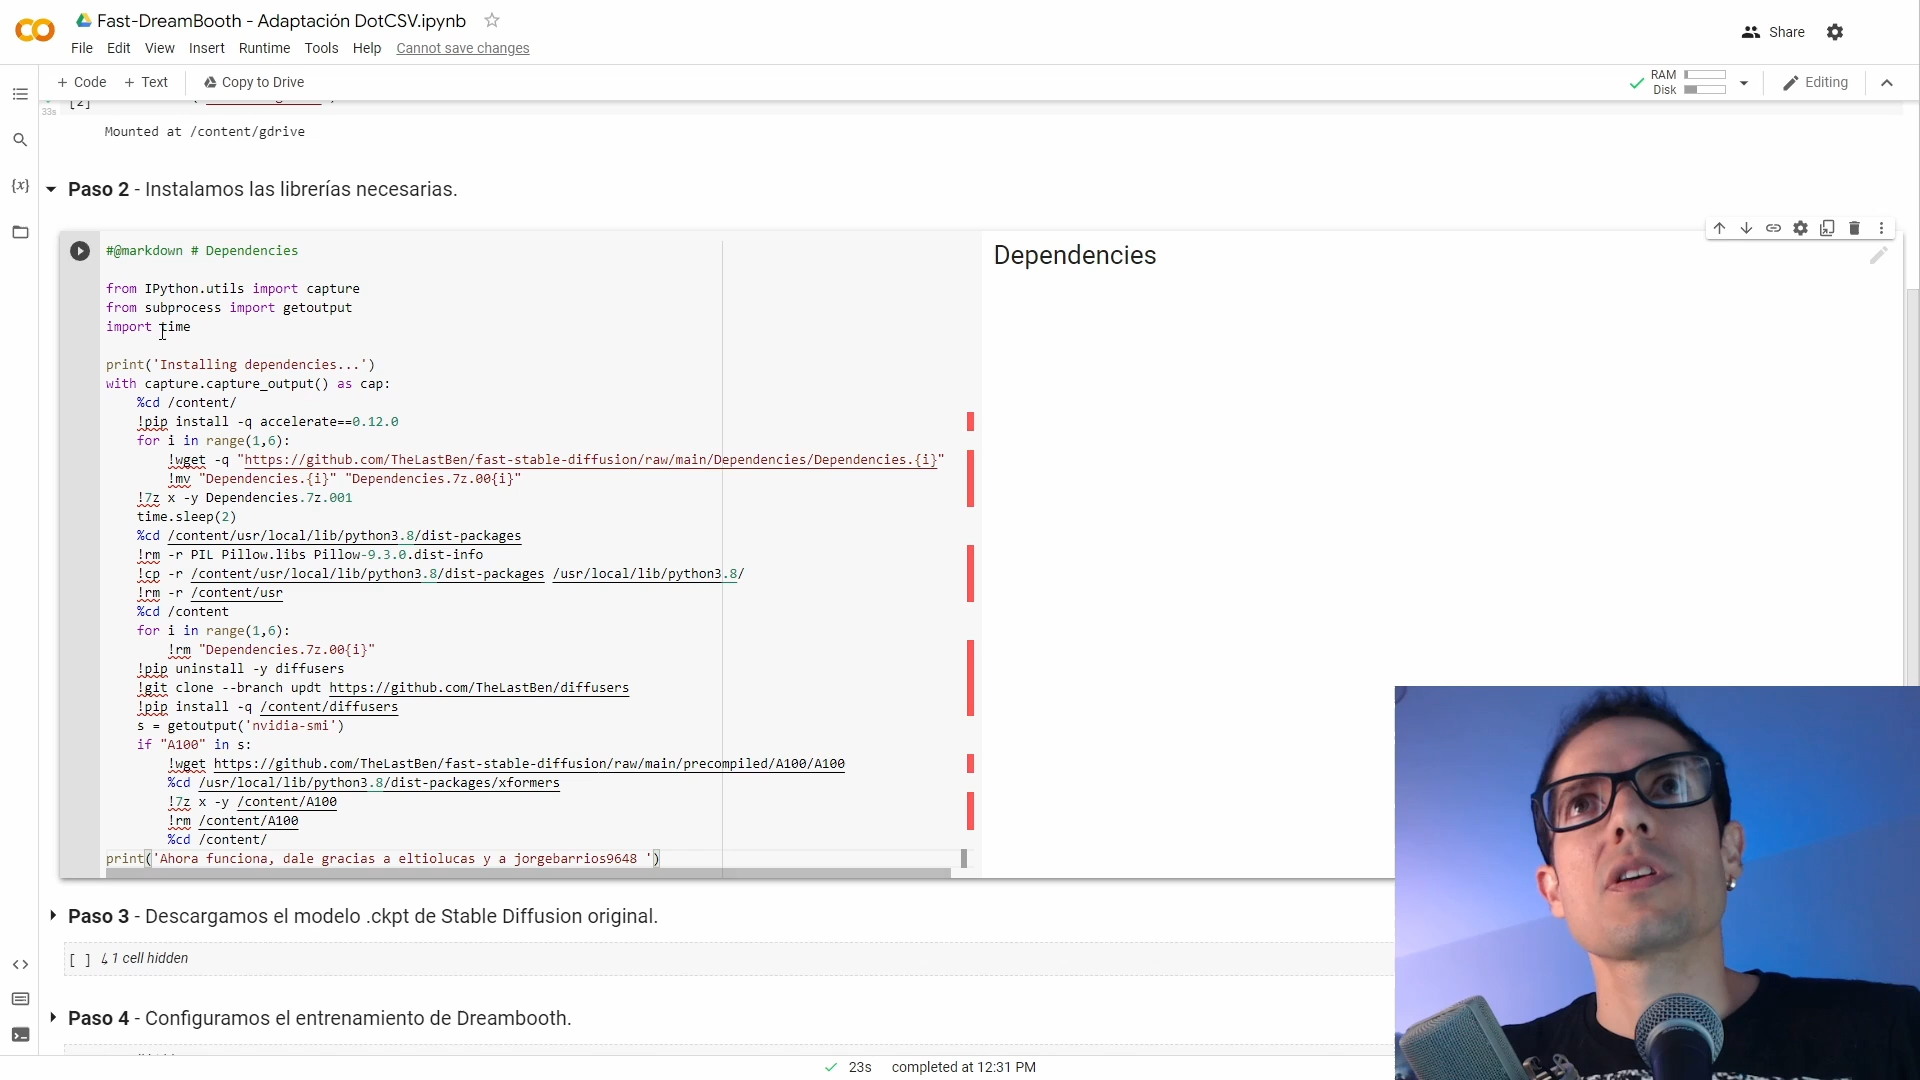 Fast-DreamBooth - Adaptación DotCSV.ipynb
File Edit View Insert Runtime Tools Help Cannot save changes
Share
+ Code + Text Copy to Drive
RAM
Disk
Editing
[2]
33s
Mounted at /content/gdrive
{x}
Paso 2 - Instalamos las librerías necesarias.
#@markdown # Dependencies
Dependencies
from IPython.utils import capture
from subprocess import getoutput
import time
print('Installing dependencies...')
with capture.capture_output() as cap:
%cd /content/
!pip install -q accelerate==0.12.0
for i in range(1,6):
!wget -q "https://github.com/TheLastBen/fast-stable-diffusion/raw/main/Dependencies/Dependencies.{i}"
!mv "Dependencies.{i}" "Dependencies.7z.00{i}"
!7z x -y Dependencies.7z.001
time.sleep(2)
%cd /content/usr/local/lib/python3.8/dist-packages
!rm -r PIL Pillow.libs Pillow-9.3.0.dist-info
!cp -r /content/usr/local/lib/python3.8/dist-packages /usr/local/lib/python3.8/
!rm -r /content/usr
%cd /content
for i in range(1,6):
!rm "Dependencies.7z.00{i}"
!pip uninstall -y diffusers
!git clone --branch updt https://github.com/TheLastBen/diffusers
!pip install -q /content/diffusers
s = getoutput('nvidia-smi')
if "A100" in s:
!wget https://github.com/TheLastBen/fast-stable-diffusion/raw/main/precompiled/A100/A100
%cd /usr/local/lib/python3.8/dist-packages/xformers
!7z x -y /content/A100
!rm /content/A100
%cd /content/
print('Ahora funciona, dale gracias a eltiolucas y a jorgebarrios9648 ')
Paso 3 - Descargamos el modelo .ckpt de Stable Diffusion original.
[ ] ↳ 1 cell hidden
Paso 4 - Configuramos el entrenamiento de Dreambooth.
23s completed at 12:31 PM